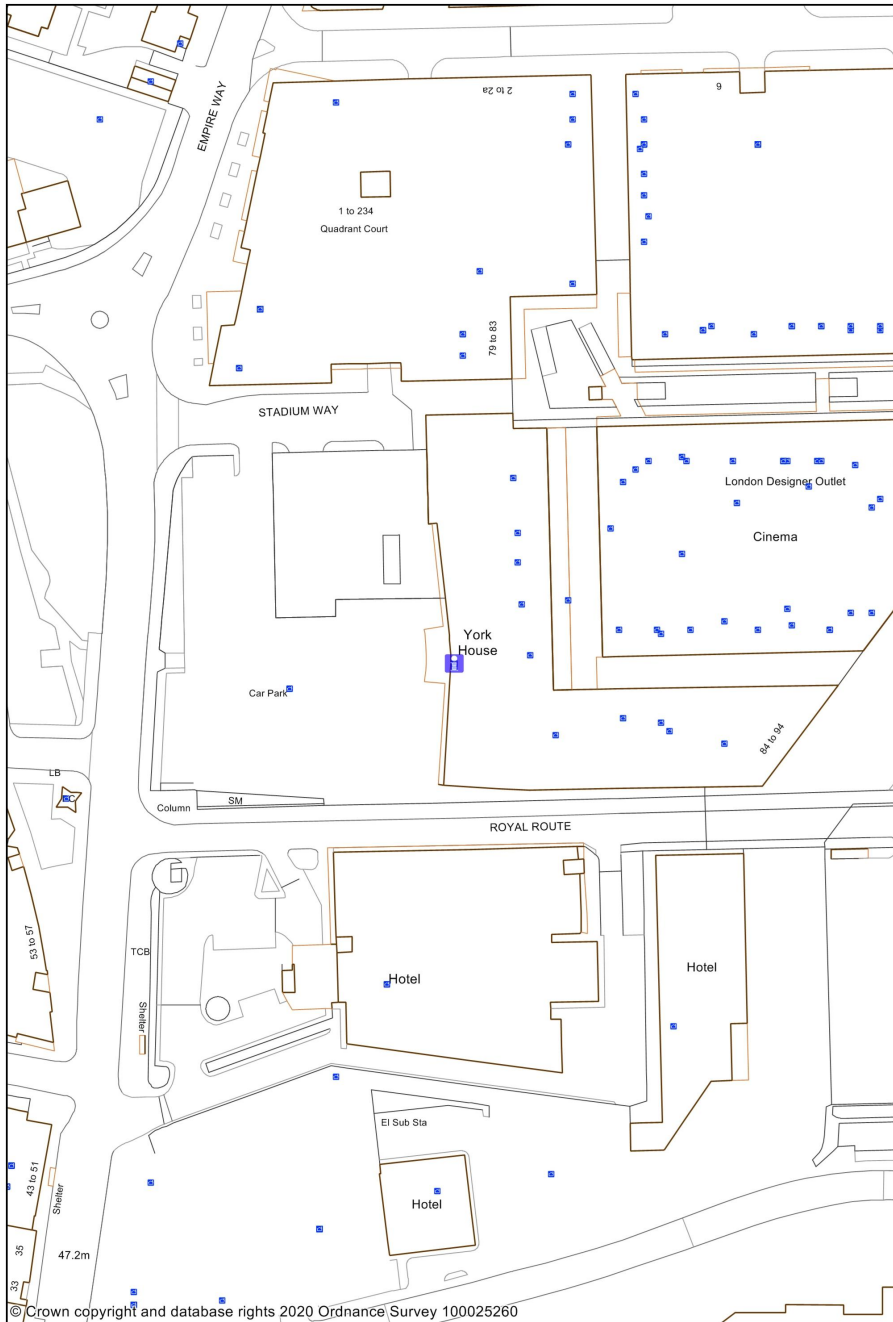 EMPIRE WAY
2 to 2a
9
1 to 234
Quadrant Court
79 to 83
STADIUM WAY
London Designer Outlet
Cinema
York
House
Car Park
84 to 94
LB
Column
SM
ROYAL ROUTE
53 to 57
TCB
Hotel
Hotel
Shelter
El Sub Sta
43 to 51
Shelter
Hotel
35
47.2m
33
© Crown copyright and database rights 2020 Ordnance Survey 100025260